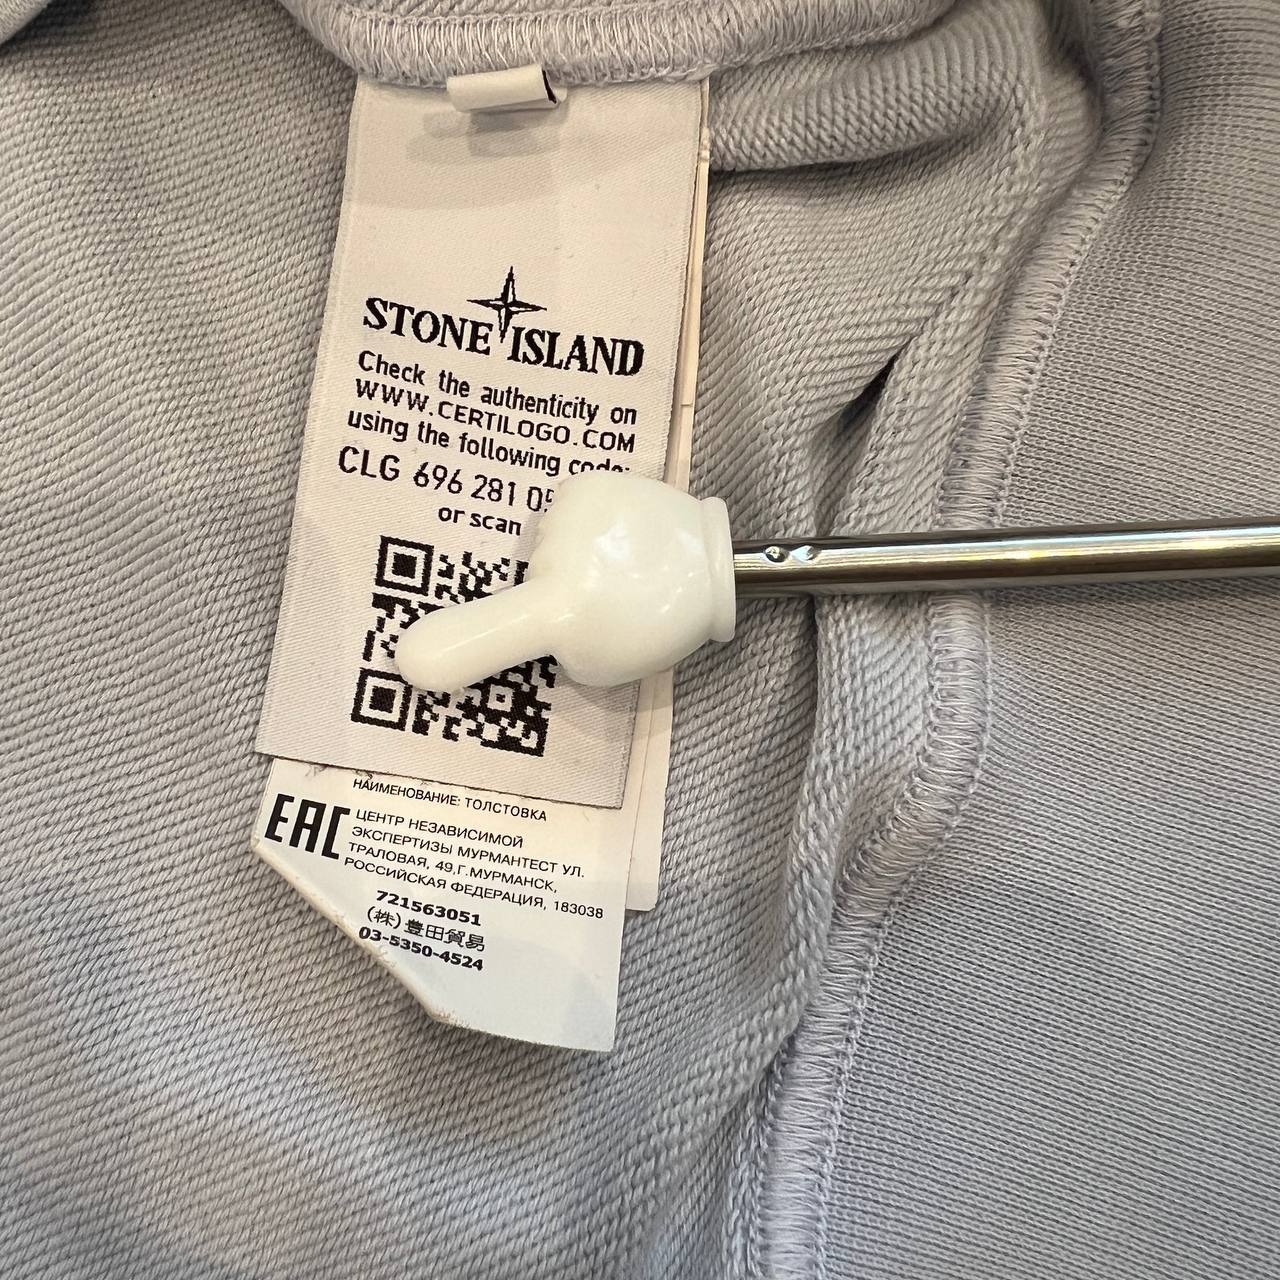 STONE ISLAND
Check the authenticity on
WWW.CERTILOGO.COM
using the following code:
CLG 696 281 05
or scan
НАИМЕНОВАНИЕ: ТОЛСТОВКА
EAC
ЦЕНТР НЕЗАВИСИМОЙ
ЭКСПЕРТИЗЫ МУРМАНТЕСТ УЛ.
ТРАЛОВАЯ, 49,Г.МУРМАНСК,
РОССИЙСКАЯ ФЕДЕРАЦИЯ, 183038
721563051
(株)豊田貿易
03-5350-4524